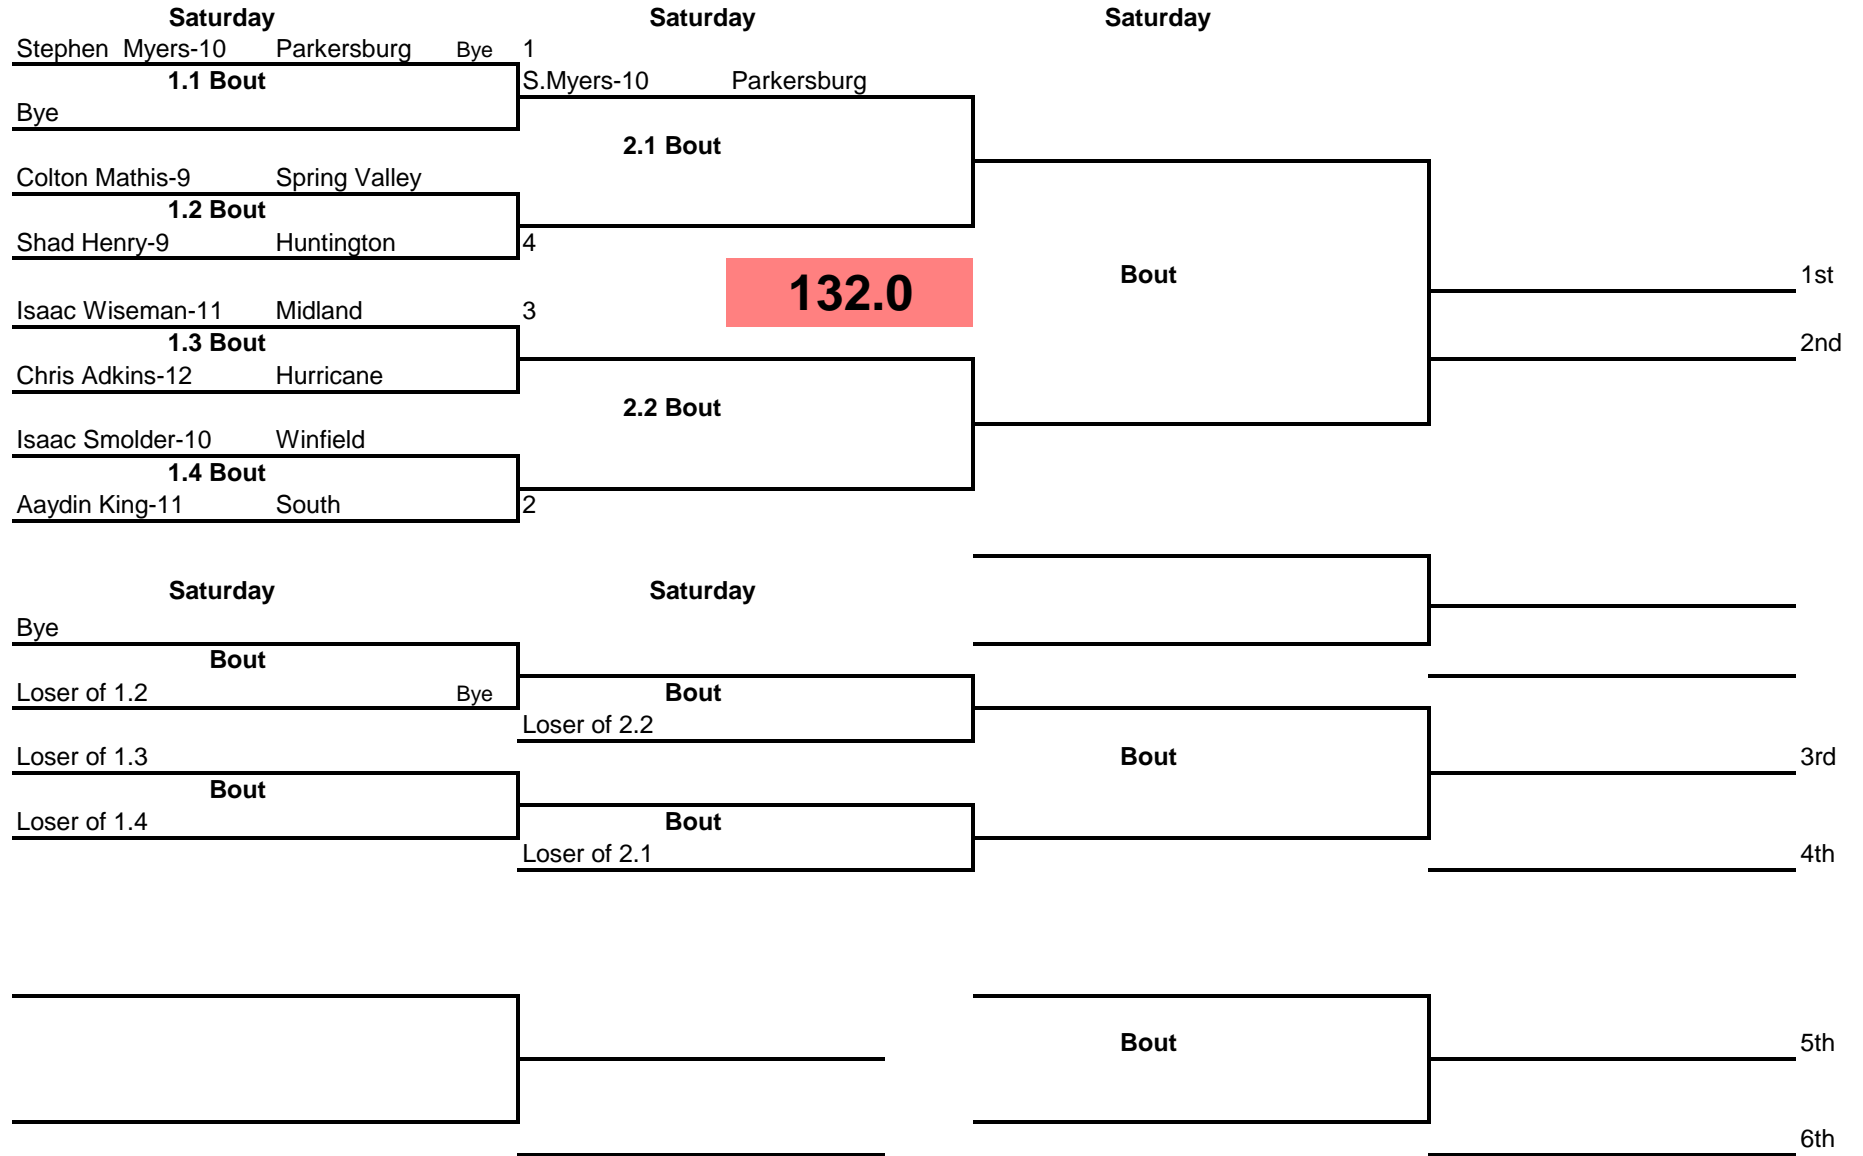 Saturday Saturday Saturday
Stephen  Myers-10 Parkersburg Bye 1
1.1 Bout S.Myers-10 Parkersburg
Bye
2.1 Bout
Colton Mathis-9 Spring Valley
1.2 Bout
Shad Henry-9 Huntington 4
132.0 Bout 1st
Isaac Wiseman-11 Midland 3
1.3 Bout 2nd
Chris Adkins-12 Hurricane
2.2 Bout
Isaac Smolder-10 Winfield
1.4 Bout
Aaydin King-11 South 2
Saturday Saturday
Bye
Bout
Loser of 1.2 Bye Bout
Loser of 2.2
Loser of 1.3 Bout 3rd
Bout
Loser of 1.4 Bout
Loser of 2.1 4th
Bout 5th
6th